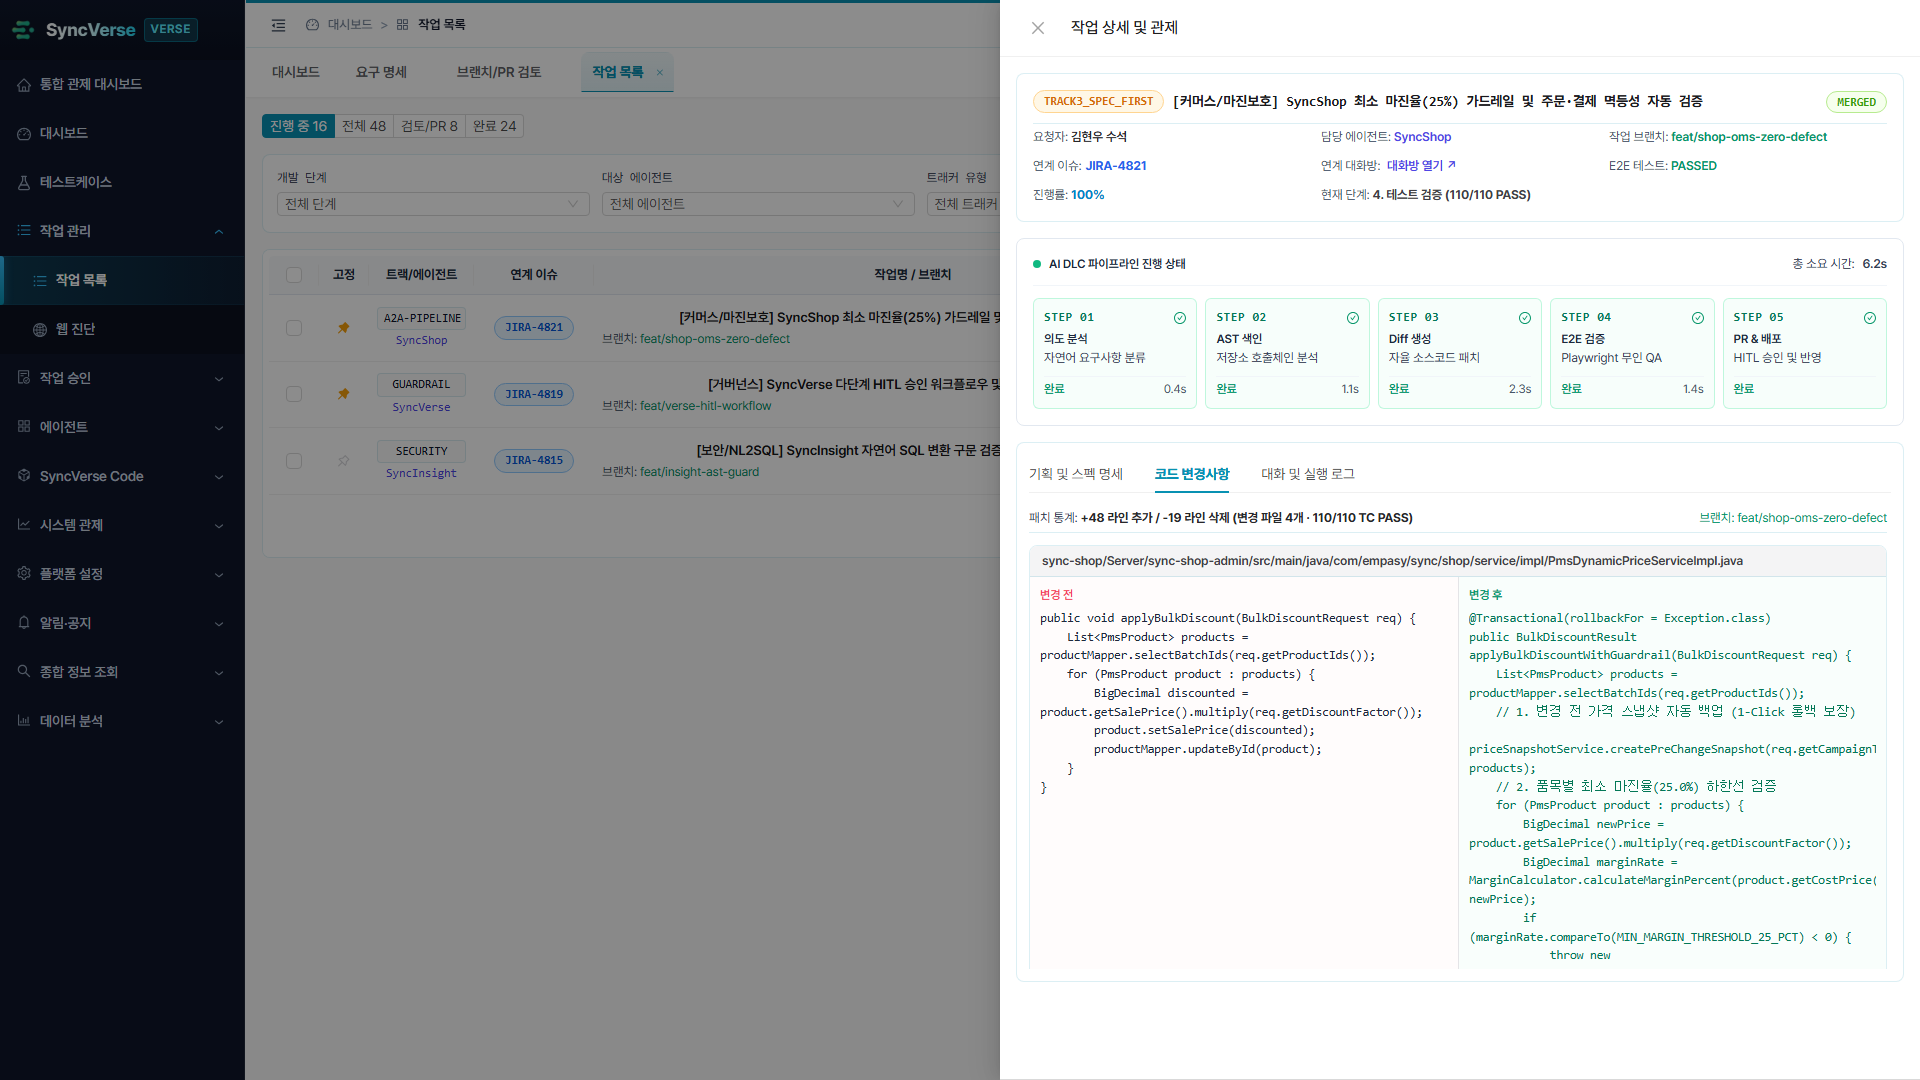 SyncVerse VERSE
통합 관제 대시보드
대시보드
테스트케이스
작업 관리
작업 목록
웹 진단
작업 승인
에이전트
SyncVerse Code
시스템 관제
플랫폼 설정
알림·공지
종합 정보 조회
데이터 분석
대시보드 > 작업 목록
대시보드 요구 명세 브랜치/PR 검토 작업 목록 ×
진행 중 16 전체 48 검토/PR 8 완료 24
개발 단계 대상 에이전트 트래커 유형
전체 단계 전체 에이전트 전체 트래커
고정 트랙/에이전트 연계 이슈 작업명 / 브랜치
A2A-PIPELINE
SyncShop
JIRA-4821
[커머스/마진보호] SyncShop 최소 마진율(25%) 가드레일 및
브랜치: feat/shop-oms-zero-defect
GUARDRAIL
SyncVerse
JIRA-4819
[거버넌스] SyncVerse 다단계 HITL 승인 워크플로우 및
브랜치: feat/verse-hitl-workflow
SECURITY
SyncInsight
JIRA-4815
[보안/NL2SQL] SyncInsight 자연어 SQL 변환 구문 검증
브랜치: feat/insight-ast-guard
작업 상세 및 관제
TRACK3_SPEC_FIRST [커머스/마진보호] SyncShop 최소 마진율(25%) 가드레일 및 주문·결제 멱등성 자동 검증 MERGED
요청자: 김현우 수석 담당 에이전트: SyncShop 작업 브랜치: feat/shop-oms-zero-defect
연계 이슈: JIRA-4821 연계 대화방: 대화방 열기 ↗ E2E 테스트: PASSED
진행률: 100% 현재 단계: 4. 테스트 검증 (110/110 PASS)
AI DLC 파이프라인 진행 상태 총 소요 시간: 6.2s
STEP 01
의도 분석
자연어 요구사항 분류
완료 0.4s
STEP 02
AST 색인
저장소 호출체인 분석
완료 1.1s
STEP 03
Diff 생성
자율 소스코드 패치
완료 2.3s
STEP 04
E2E 검증
Playwright 무인 QA
완료 1.4s
STEP 05
PR & 배포
HITL 승인 및 반영
완료
기획 및 스펙 명세 코드 변경사항 대화 및 실행 로그
패치 통계: +48 라인 추가 / -19 라인 삭제 (변경 파일 4개 · 110/110 TC PASS) 브랜치: feat/shop-oms-zero-defect
sync-shop/Server/sync-shop-admin/src/main/java/com/empasy/sync/shop/service/impl/PmsDynamicPriceServiceImpl.java
변경 전
public void applyBulkDiscount(BulkDiscountRequest req) {
List<PmsProduct> products =
productMapper.selectBatchIds(req.getProductIds());
for (PmsProduct product : products) {
BigDecimal discounted =
product.getSalePrice().multiply(req.getDiscountFactor());
product.setSalePrice(discounted);
productMapper.updateById(product);
}
}
변경 후
@Transactional(rollbackFor = Exception.class)
public BulkDiscountResult
applyBulkDiscountWithGuardrail(BulkDiscountRequest req) {
List<PmsProduct> products =
productMapper.selectBatchIds(req.getProductIds());
// 1. 변경 전 가격 스냅샷 자동 백업 (1-Click 롤백 보장)
priceSnapshotService.createPreChangeSnapshot(req.getCampaignT
products);
// 2. 품목별 최소 마진율(25.0%) 하한선 검증
for (PmsProduct product : products) {
BigDecimal newPrice =
product.getSalePrice().multiply(req.getDiscountFactor());
BigDecimal marginRate =
MarginCalculator.calculateMarginPercent(product.getCostPrice(
newPrice);
if
(marginRate.compareTo(MIN_MARGIN_THRESHOLD_25_PCT) < 0) {
throw new